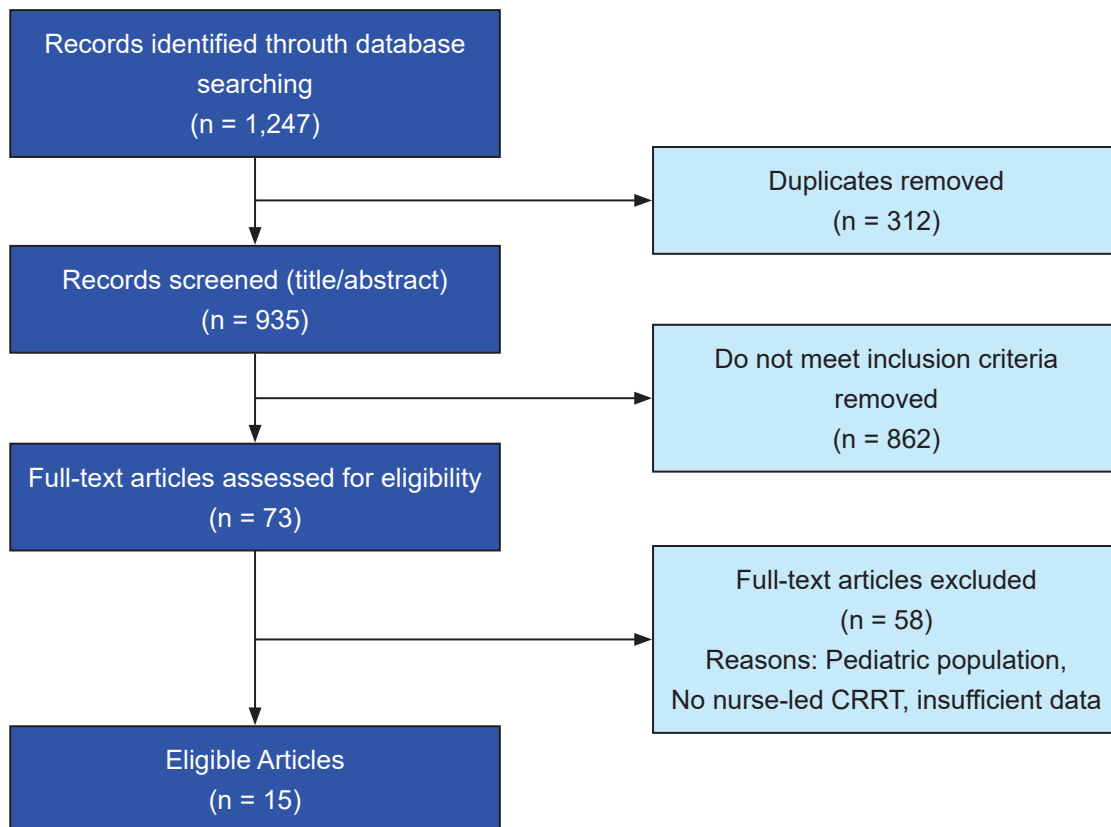 Records identified throuth database
searching
(n = 1,247)
Duplicates removed
(n = 312)
Records screened (title/abstract)
(n = 935)
Do not meet inclusion criteria
removed
(n = 862)
Full-text articles assessed for eligibility
(n = 73)
Full-text articles excluded
(n = 58)
Reasons: Pediatric population,
No nurse-led CRRT, insufficient data
Eligible Articles
(n = 15)